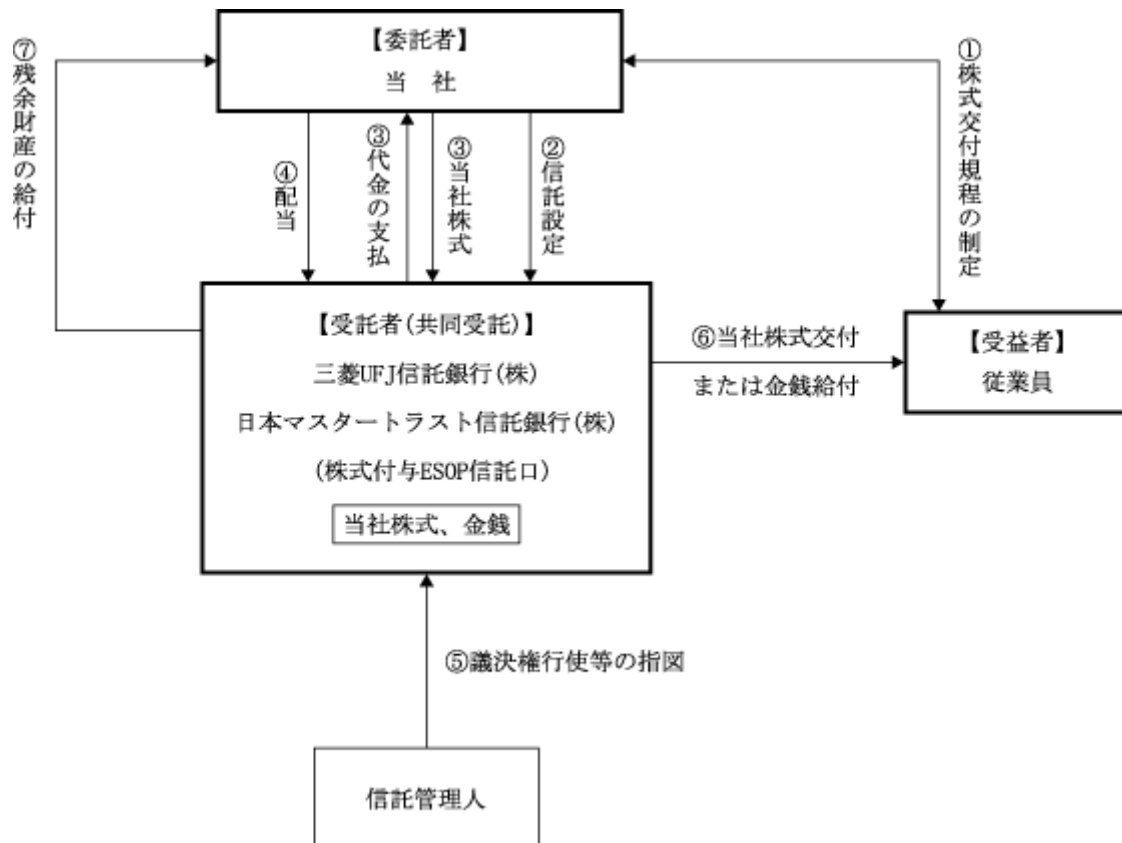 【委託者】
当 社
⑦残余財産の給付
④配当
③代金の支払
③当社株式
②信託設定
①株式交付規程の制定
【受託者(共同受託)】
三菱UFJ信託銀行(株)
日本マスタートラスト信託銀行(株)
(株式付与ESOP信託口)
当社株式、金銭
⑥当社株式交付
または金銭給付
【受益者】
従業員
⑤議決権行使等の指図
信託管理人